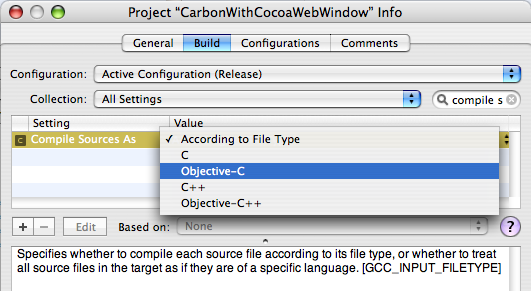 Project “CarbonWithCocoaWebWindow” Info
General Build Configurations Comments
Configuration: Active Configuration (Release)
Collection: All Settings compile s
Setting Value
C Compile Sources As ✓ According to File Type
C
Objective-C
C++
Objective-C++
+ − Edit Based on: None ?
Specifies whether to compile each source file according to its file type, or whether to treat
all source files in the target as if they are of a specific language. [GCC_INPUT_FILETYPE]